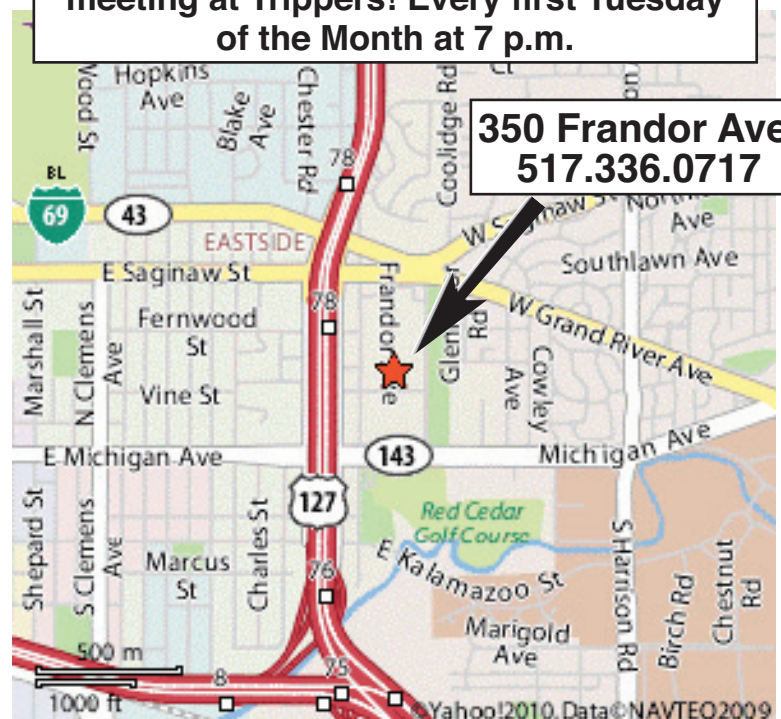 meeting at Trippers! Every first Tuesday
of the Month at 7 p.m.
Wood St
Hopkins
Ave
Blake
Ave
Chester Rd
78
Coolidge Rd
Ct
350 Frandor Ave
517.336.0717
BL
69
43
EASTSIDE
W Saginaw St
Ave
E Saginaw St
Southlawn Ave
Marshall St
N Clemens
Ave
Fernwood
St
78
Frandor
Rd
W Grand River Ave
Vine St
Cowley
Ave
E Michigan Ave
143
Michigan Ave
127
Shepard St
S Clemens
Ave
Marcus
St
Charles St
Red Cedar
Golf Course
E Kalamazoo St
S Harrison Rd
76
Marigold
Ave
Birch Rd
Chestnut
Rd
500 m
1000 ft
8
75
©Yahoo!2010,Data©NAVTEQ2009